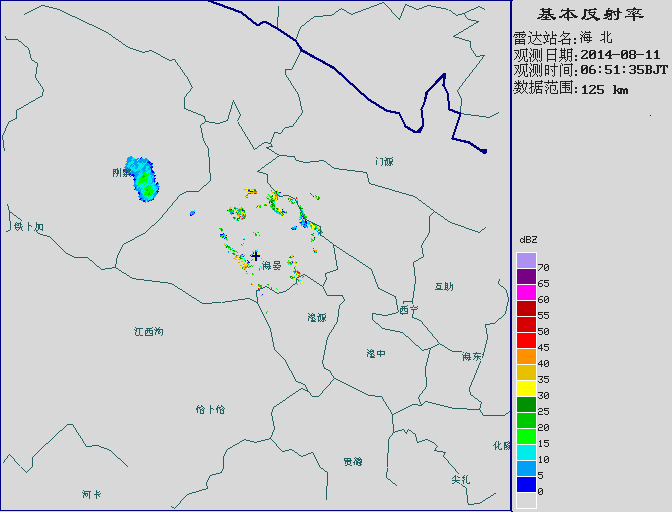 基本反射率
雷达站名:海 北
观测日期:2014-08-11
观测时间:06:51:35BJT
数据范围:125 km
门源
阴
铁卜加
海晏
互助
西宁
湟源
江西沟
湟中
海东
恰卜恰
化隆
贵德
尖扎
河卡
dBZ
70
65
60
55
50
45
40
35
30
25
20
15
10
5
0